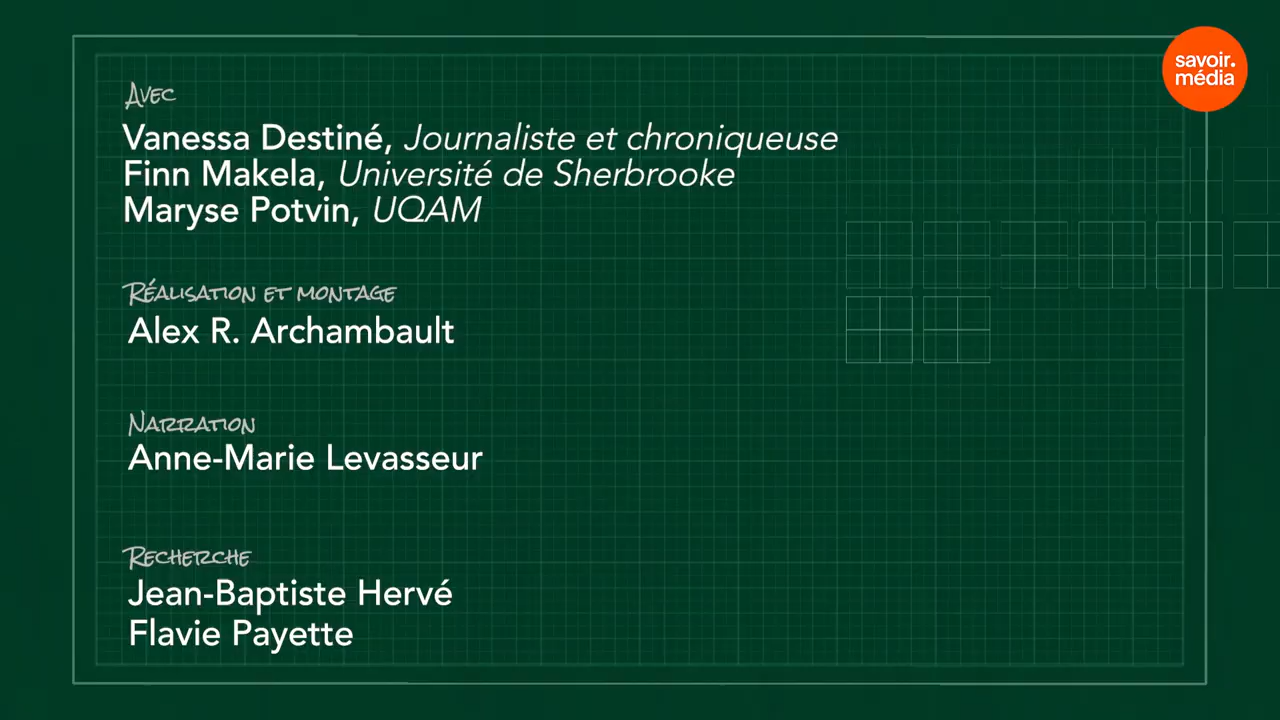 savoir.
média
Avec
Vanessa Destiné, Journaliste et chroniqueuse
Finn Makela, Université de Sherbrooke
Maryse Potvin, UQAM
Réalisation et montage
Alex R. Archambault
Narration
Anne-Marie Levasseur
Recherche
Jean-Baptiste Hervé
Flavie Payette